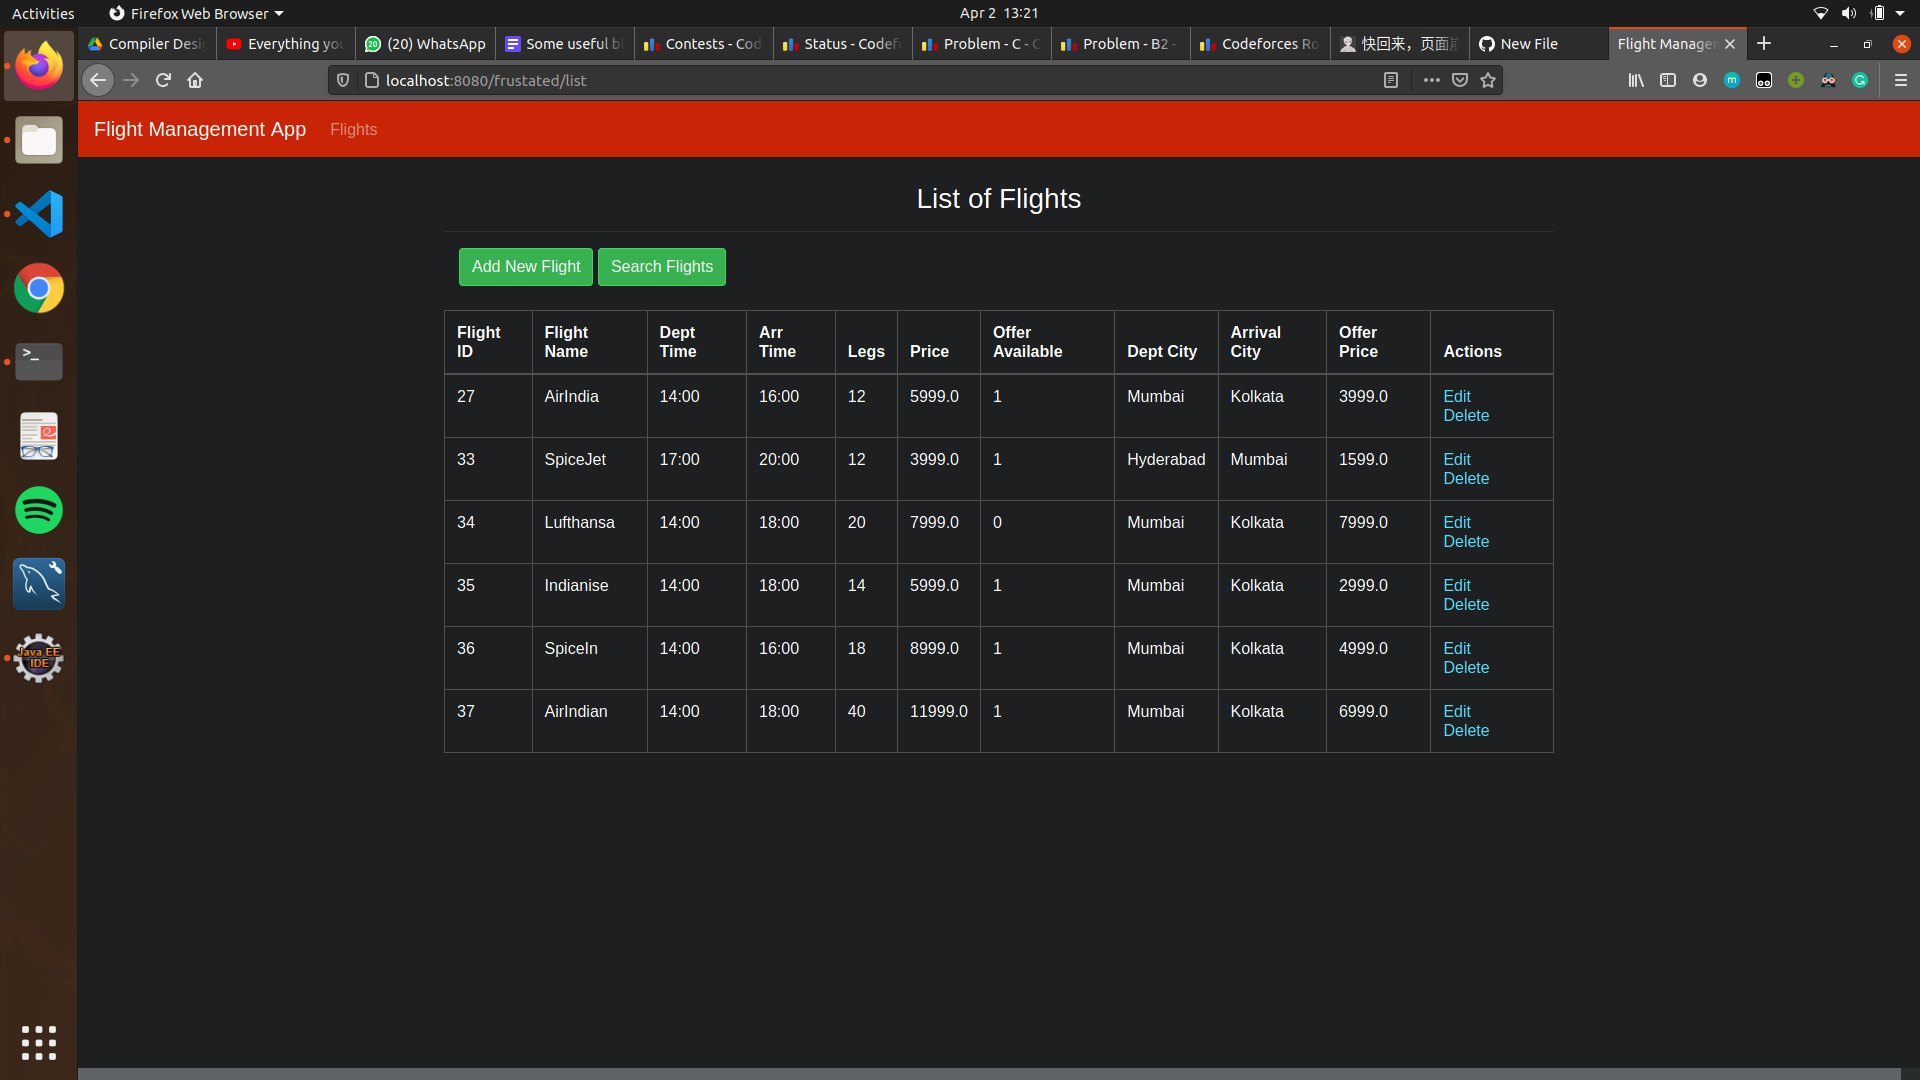 Activities
Firefox Web Browser
Apr 2 13:21
Compiler Desi
Everything you
(20) WhatsApp
Some useful bl
Contests - Cod
Status - Codefo
Problem - C - C
Problem - B2 -
Codeforces Ro
快回来，页面
New File
Flight Manager
localhost:8080/frustated/list
Flight Management App
Flights
List of Flights
Add New Flight
Search Flights
Flight ID Flight Name Dept Time Arr Time Legs Price Offer Available Dept City Arrival City Offer Price Actions
27 AirIndia 14:00 16:00 12 5999.0 1 Mumbai Kolkata 3999.0 Edit
Delete
33 SpiceJet 17:00 20:00 12 3999.0 1 Hyderabad Mumbai 1599.0 Edit
Delete
34 Lufthansa 14:00 18:00 20 7999.0 0 Mumbai Kolkata 7999.0 Edit
Delete
35 Indianise 14:00 18:00 14 5999.0 1 Mumbai Kolkata 2999.0 Edit
Delete
36 SpiceIn 14:00 16:00 18 8999.0 1 Mumbai Kolkata 4999.0 Edit
Delete
37 AirIndian 14:00 18:00 40 11999.0 1 Mumbai Kolkata 6999.0 Edit
Delete
Java EE
IDE